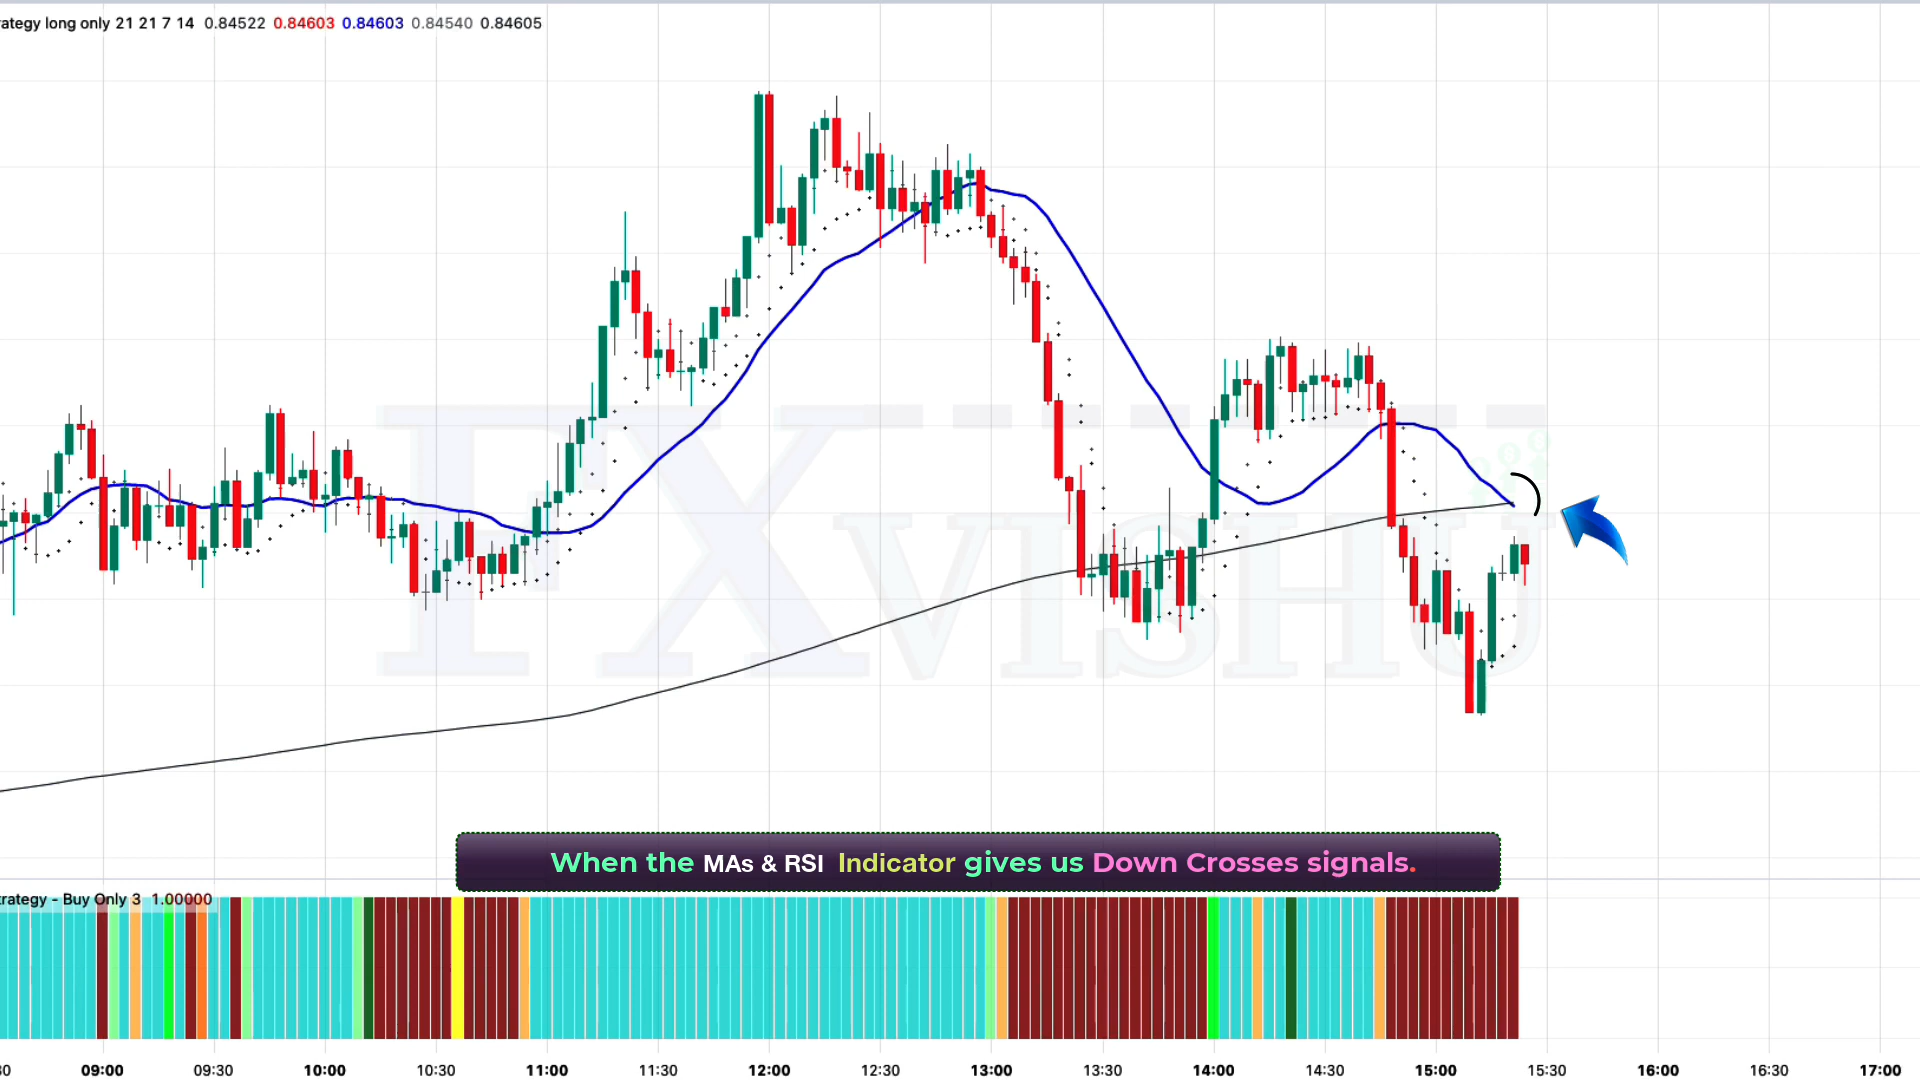 rategy long only 21 21 7 14 0.84522 0.84603 0.84603 0.84540 0.84605
FXVISHU
When the MAs & RSI Indicator gives us Down Crosses signals.
trategy - Buy Only 3 1.00000
30 09:00 09:30 10:00 10:30 11:00 11:30 12:00 12:30 13:00 13:30 14:00 14:30 15:00 15:30 16:00 16:30 17:00